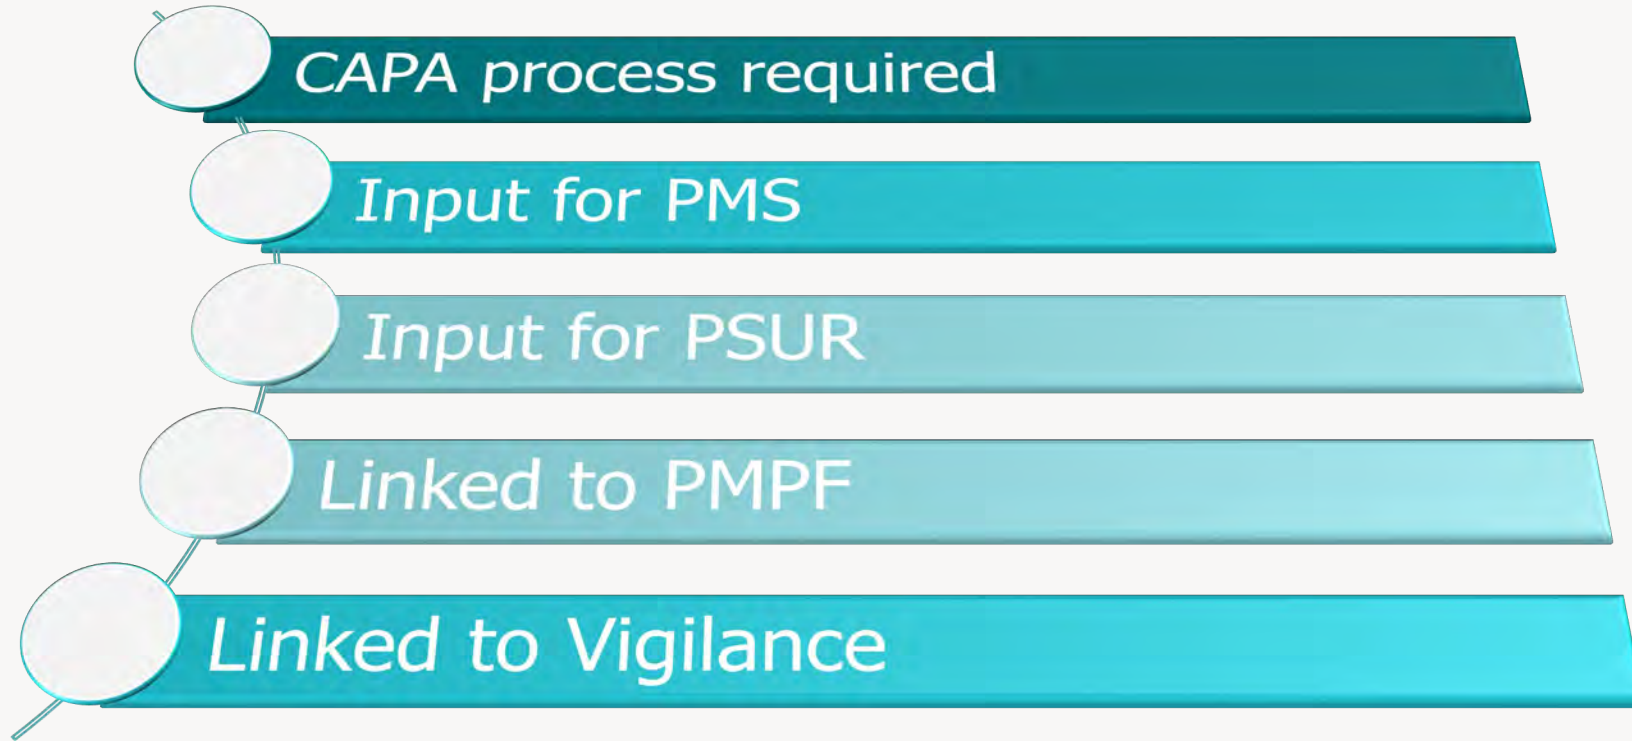 CAPA process required
Input for PMS
Input for PSUR
Linked to PMPF
Linked to Vigilance